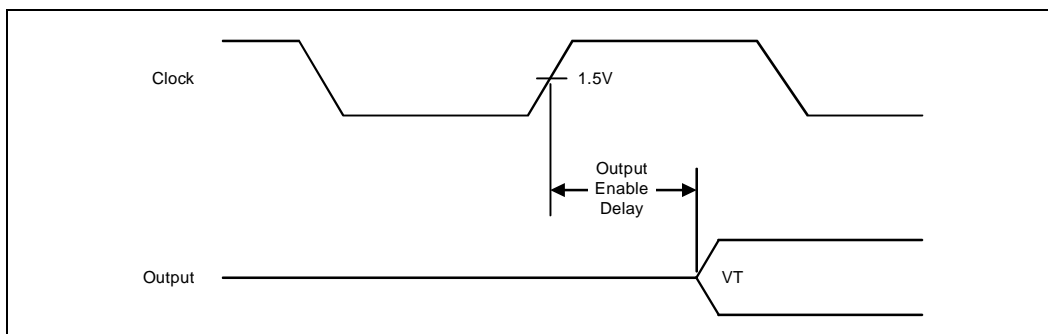 Clock
1.5V
Output
Enable
Delay
Output
VT